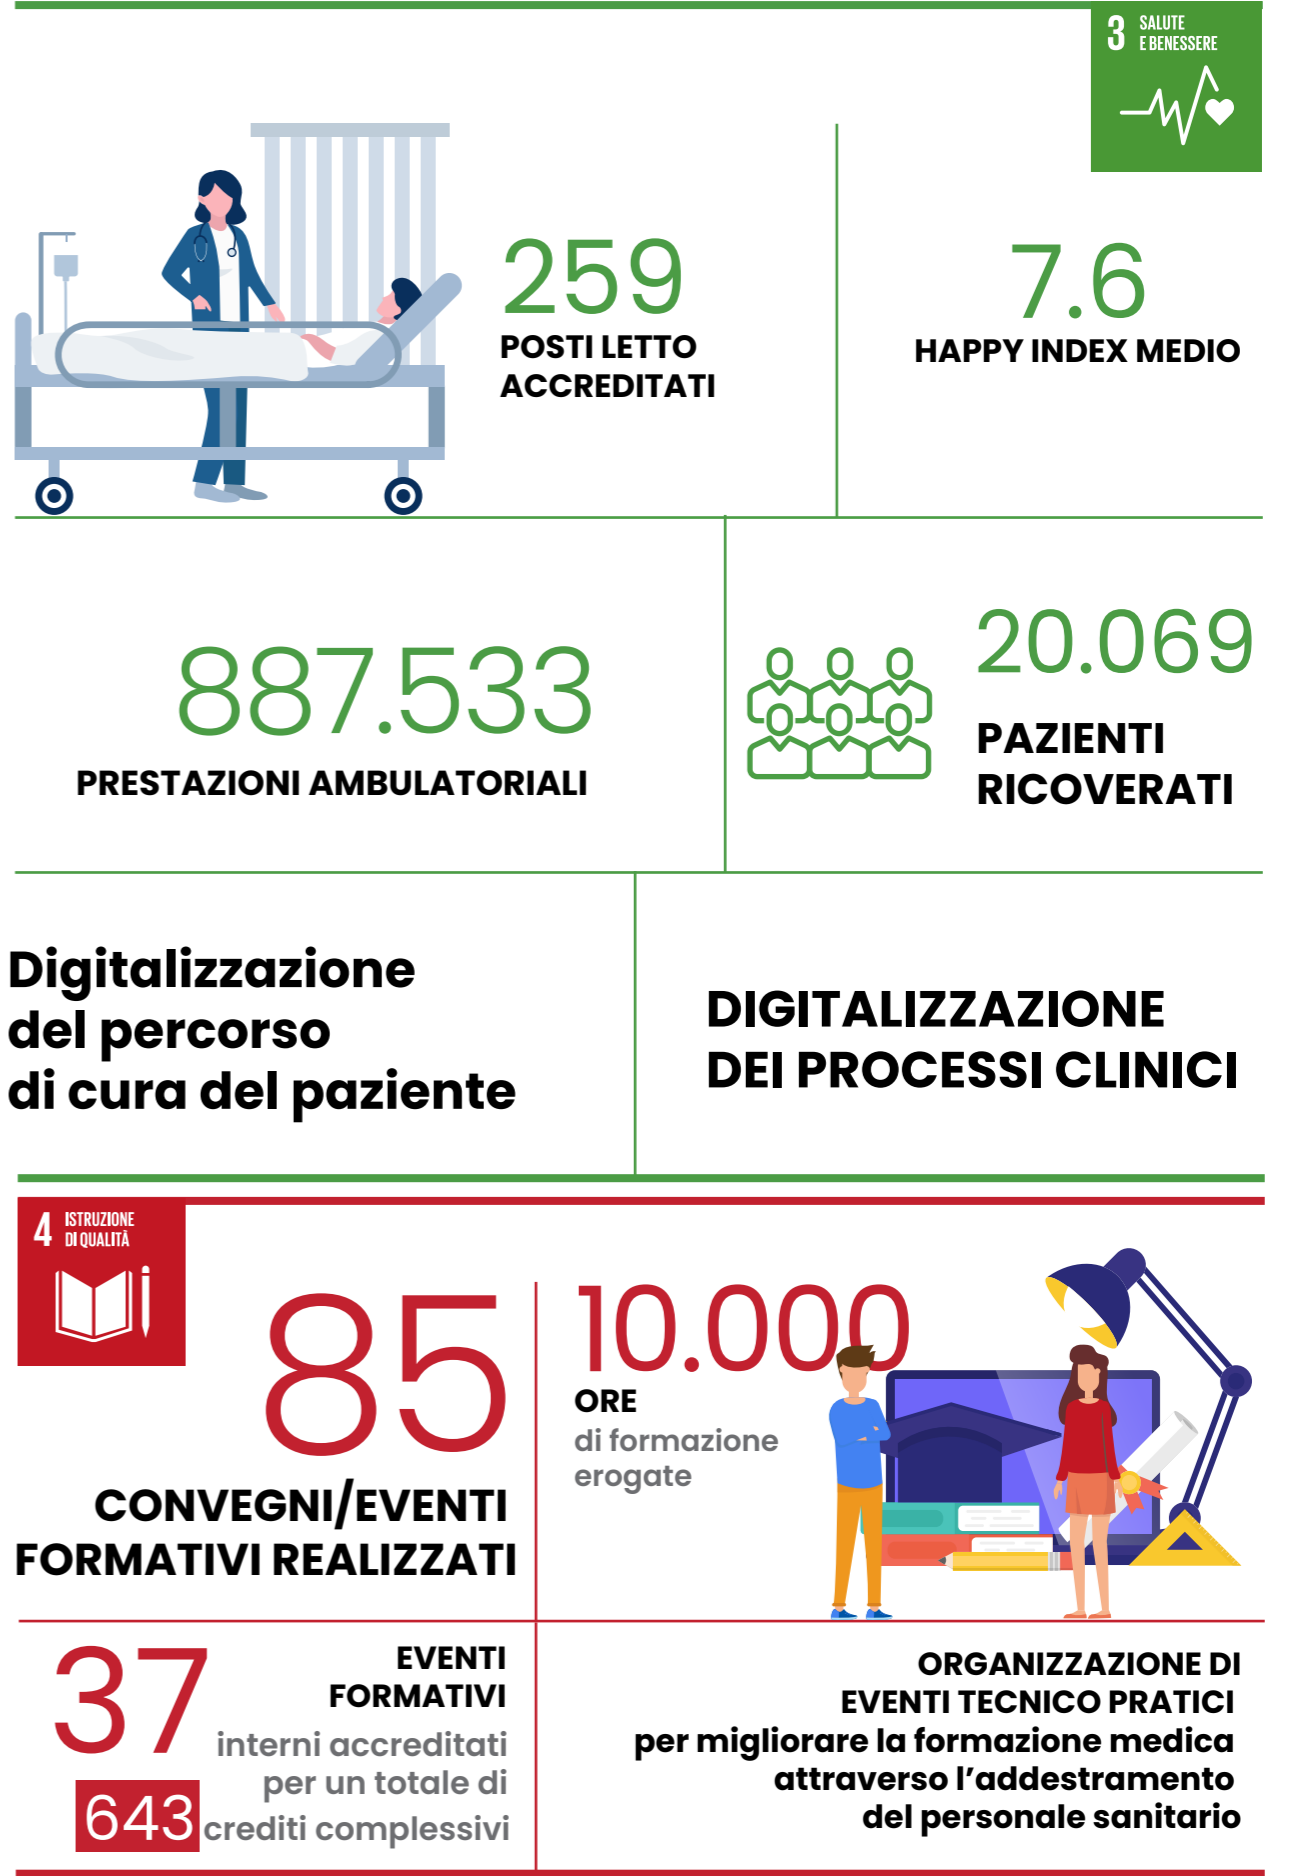 3 SALUTE
E BENESSERE
259
POSTI LETTO
ACCREDITATI
7.6
HAPPY INDEX MEDIO
887.533
PRESTAZIONI AMBULATORIALI
20.069
PAZIENTI
RICOVERATI
Digitalizzazione
del percorso
di cura del paziente
DIGITALIZZAZIONE
DEI PROCESSI CLINICI
4 ISTRUZIONE
DI QUALITÀ
85
CONVEGNI/EVENTI
FORMATIVI REALIZZATI
10.000
ORE
di formazione
erogate
37
EVENTI
FORMATIVI
interni accreditati
per un totale di
643 crediti complessivi
ORGANIZZAZIONE DI
EVENTI TECNICO PRATICI
per migliorare la formazione medica
attraverso l’addestramento
del personale sanitario